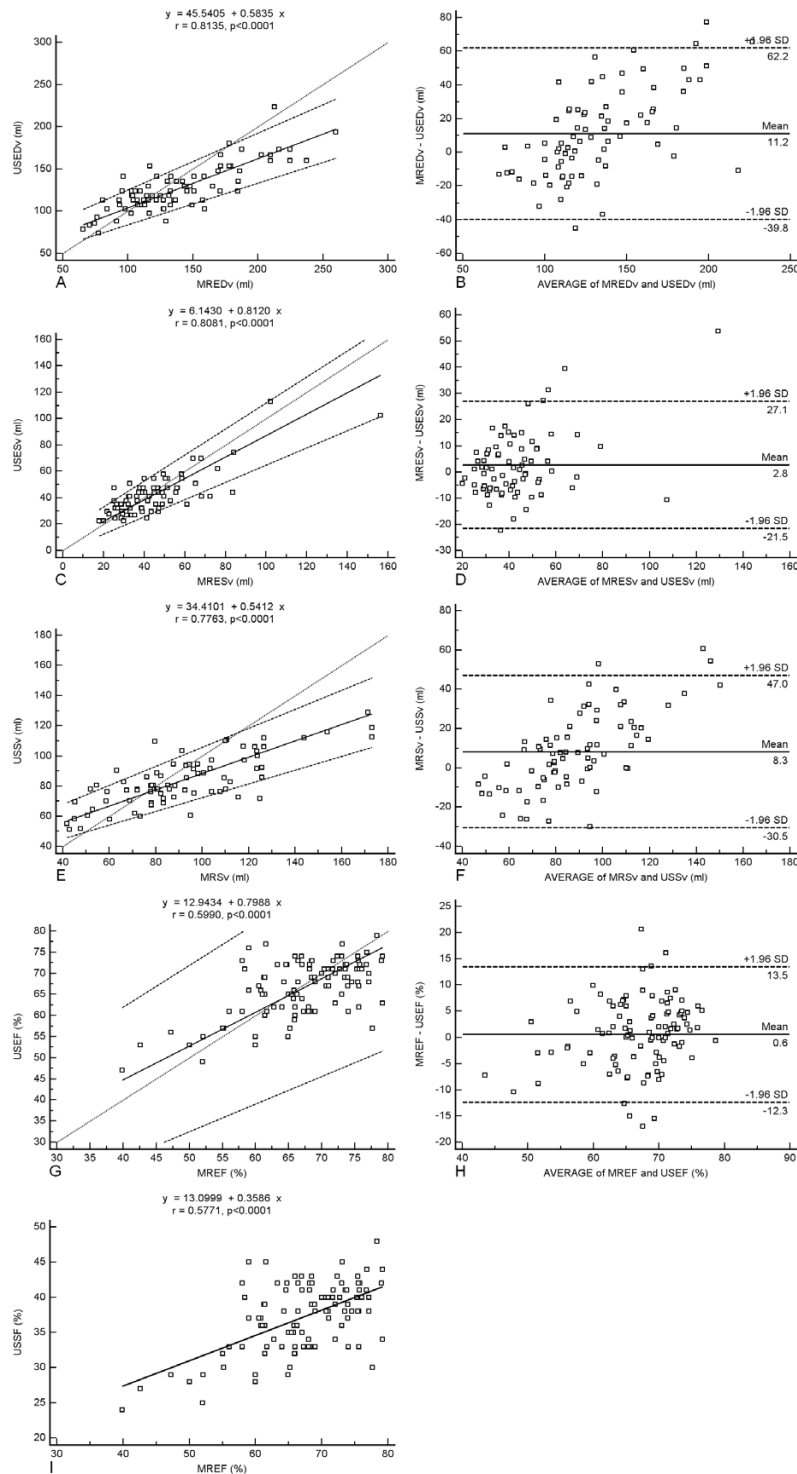 y = 45.5405 + 0.5835 x
r = 0.8135, p<0.0001
300
250
200
150
100
50
USEDv (ml)
50 100 150 200 250 300
MREDv (ml)
A
80
60
40
20
0
-20
-40
-60
MREDv - USEDv (ml)
+1.96 SD
62.2
Mean
11.2
-1.96 SD
-39.8
50 100 150 200 250
AVERAGE of MREDv and USEDv (ml)
B
y = 6.1430 + 0.8120 x
r = 0.8081, p<0.0001
160
140
120
100
80
60
40
20
0
USESv (ml)
0 20 40 60 80 100 120 140 160
MRESv (ml)
C
60
50
40
30
20
10
0
-10
-20
-30
MRESv - USESv (ml)
+1.96 SD
27.1
Mean
2.8
-1.96 SD
-21.5
20 40 60 80 100 120 140 160
AVERAGE of MRESv and USESv (ml)
D
y = 34.4101 + 0.5412 x
r = 0.7763, p<0.0001
180
160
140
120
100
80
60
40
USSv (ml)
40 60 80 100 120 140 160 180
MRSv (ml)
E
80
60
40
20
0
-20
-40
MRSv - USSv (ml)
+1.96 SD
47.0
Mean
8.3
-1.96 SD
-30.5
40 60 80 100 120 140 160 180
AVERAGE of MRSv and USSv (ml)
F
y = 12.9434 + 0.7988 x
r = 0.5990, p<0.0001
80
75
70
65
60
55
50
45
40
35
30
USEF (%)
30 35 40 45 50 55 60 65 70 75 80
MREF (%)
G
25
20
15
10
5
0
-5
-10
-15
-20
MREF - USEF (%)
+1.96 SD
13.5
Mean
0.6
-1.96 SD
-12.3
40 50 60 70 80 90
AVERAGE of MREF and USEF (%)
H
y = 13.0999 + 0.3586 x
r = 0.5771, p<0.0001
50
45
40
35
30
25
20
USSF (%)
30 40 50 60 70 80
MREF (%)
I